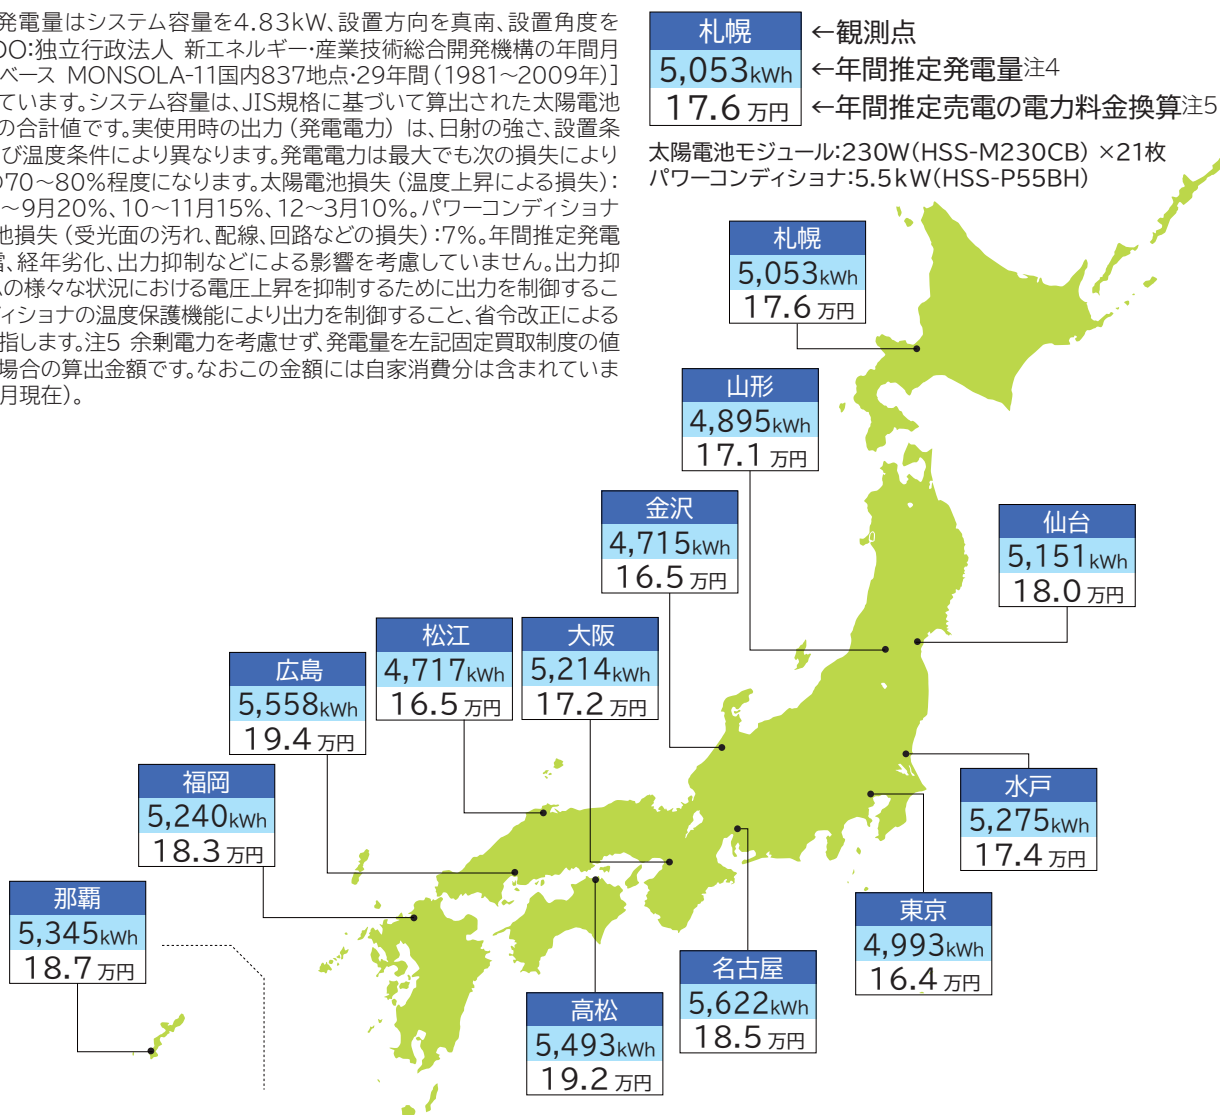 発電量はシステム容量を4.83kW、設置方向を真南、設置角度を
DO:独立行政法人 新エネルギー・産業技術総合開発機構の年間月
ベース MONSOLA-11国内837地点・29年間(1981〜2009年)]
ています。システム容量は、JIS規格に基づいて算出された太陽電池
の合計値です。実使用時の出力(発電電力) は、日射の強さ、設置条
び温度条件により異なります。発電電力は最大でも次の損失により
の70〜80%程度になります。太陽電池損失(温度上昇による損失):
〜9月20%、10〜11月15%、12〜3月10%。パワーコンディショナ
他損失(受光面の汚れ、配線、回路などの損失):7%。年間推定発電
雪、経年劣化、出力抑制などによる影響を考慮していません。出力抑
ムの様々な状況における電圧上昇を抑制するために出力を制御するこ
ディショナの温度保護機能により出力を制御すること、省令改正による
指します。注5 余剰電力を考慮せず、発電量を左記固定買取制度の値
場合の算出金額です。なおこの金額には自家消費分は含まれていま
月現在)。
札幌 ←観測点
5,053kWh ←年間推定発電量注4
17.6 万円 ←年間推定売電の電力料金換算注5
太陽電池モジュール:230W(HSS-M230CB) ×21枚
パワーコンディショナ:5.5kW(HSS-P55BH)
札幌
5,053kWh
17.6 万円
山形
4,895kWh
17.1 万円
金沢
4,715kWh
16.5 万円
仙台
5,151kWh
18.0 万円
松江
4,717kWh
16.5 万円
大阪
5,214kWh
17.2 万円
広島
5,558kWh
19.4 万円
福岡
5,240kWh
18.3 万円
水戸
5,275kWh
17.4 万円
那覇
5,345kWh
18.7 万円
東京
4,993kWh
16.4 万円
名古屋
5,622kWh
18.5 万円
高松
5,493kWh
19.2 万円